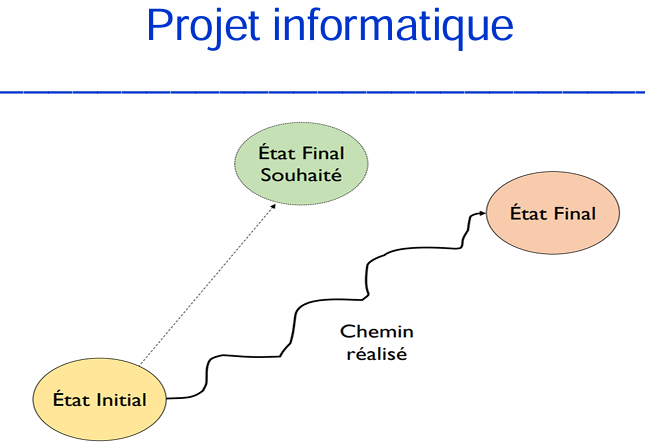 Projet informatique
État Final
Souhaité
État Final
Chemin
réalisé
État Initial